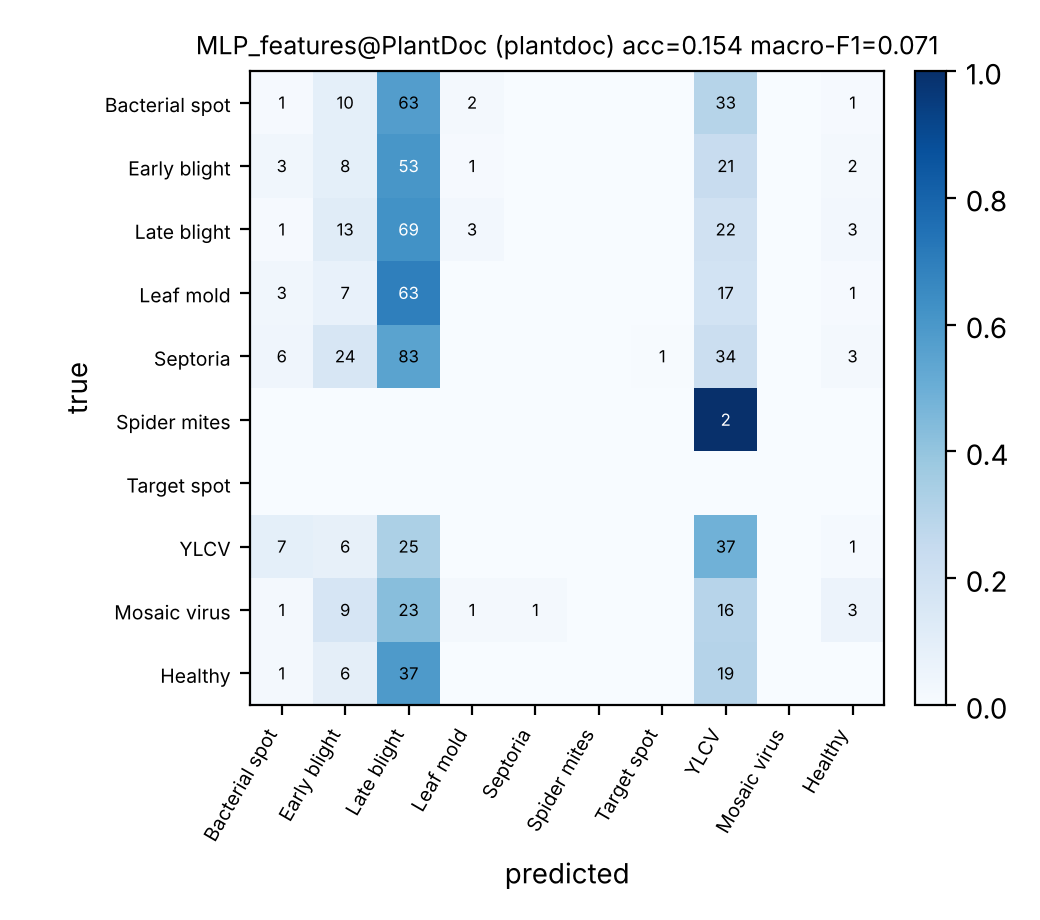 MLP_features@PlantDoc (plantdoc) acc=0.154 macro-F1=0.071
Bacterial spot 1 10 63 2 33 1
Early blight 3 8 53 1 21 2
Late blight 1 13 69 3 22 3
Leaf mold 3 7 63 17 1
Septoria 6 24 83 1 34 3
Spider mites 2
Target spot
YLCV 7 6 25 37 1
Mosaic virus 1 9 23 1 1 16 3
Healthy 1 6 37 19
true
Bacterial spot
Early blight
Late blight
Leaf mold
Septoria
Spider mites
Target spot
YLCV
Mosaic virus
Healthy
predicted
1.0
0.8
0.6
0.4
0.2
0.0